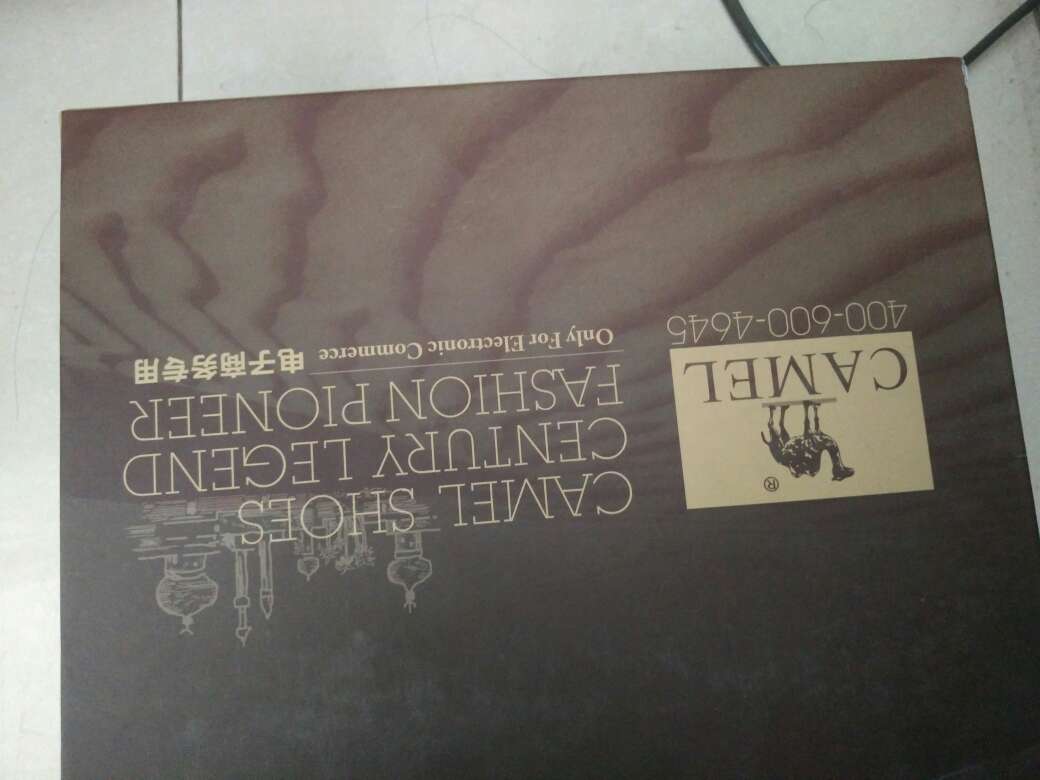 ®
CAMEL
400-600-4645
CAMEL SHOES
CENTURY LEGEND
FASHION PIONEER
Only For Electronic Commerce 电子商务专用